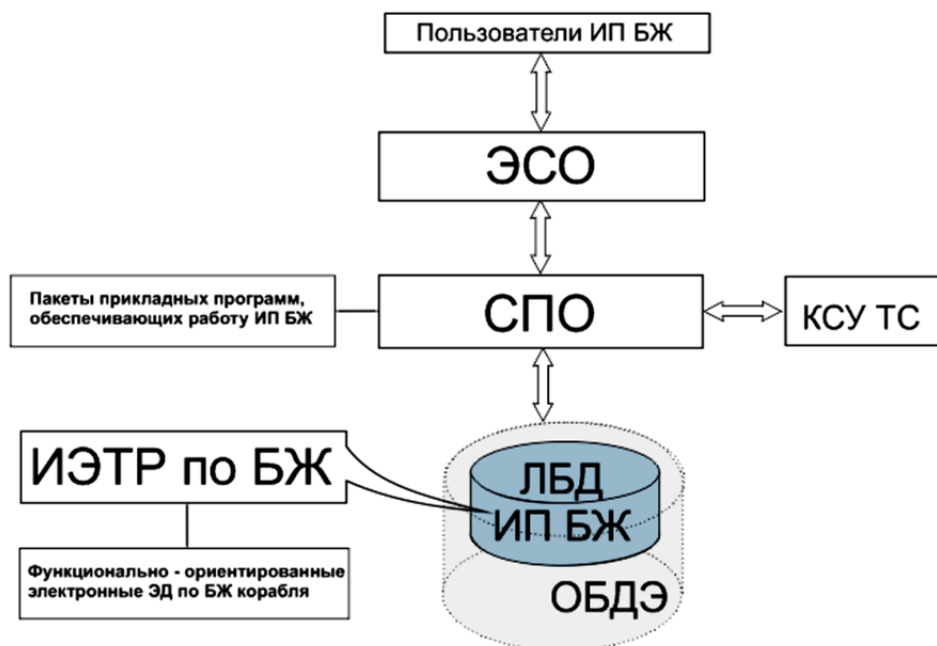 Пользователи ИП БЖ
ЭСО
Пакеты прикладных программ,
обеспечивающих работу ИП БЖ
СПО
КСУ ТС
ИЭТР по БЖ
ЛБД
ИП БЖ
Функционально - ориентированные
электронные ЭД по БЖ корабля
ОБДЭ